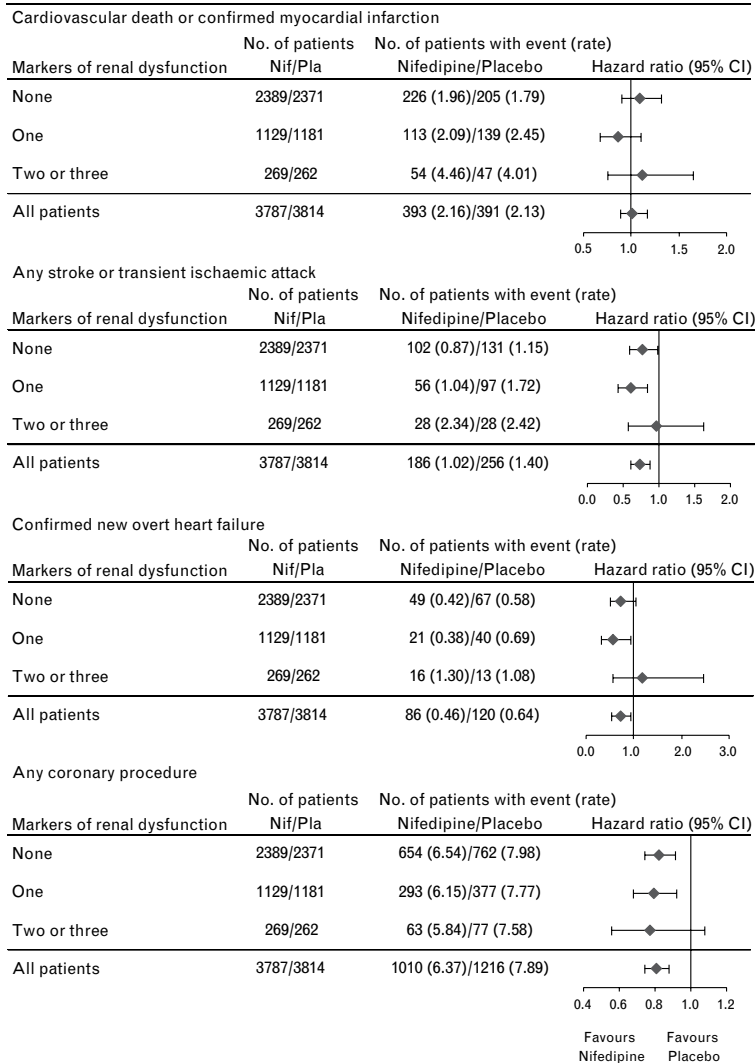 Cardiovascular death or confirmed myocardial infarction
No. of patients No. of patients with event (rate)
Markers of renal dysfunction Nif/Pla Nifedipine/Placebo Hazard ratio (95% CI)
None 2389/2371 226 (1.96)/205 (1.79)
One 1129/1181 113 (2.09)/139 (2.45)
Two or three 269/262 54 (4.46)/47 (4.01)
All patients 3787/3814 393 (2.16)/391 (2.13)
0.5 1.0 1.5 2.0
Any stroke or transient ischaemic attack
No. of patients No. of patients with event (rate)
Markers of renal dysfunction Nif/Pla Nifedipine/Placebo Hazard ratio (95% CI)
None 2389/2371 102 (0.87)/131 (1.15)
One 1129/1181 56 (1.04)/97 (1.72)
Two or three 269/262 28 (2.34)/28 (2.42)
All patients 3787/3814 186 (1.02)/256 (1.40)
0.0 0.5 1.0 1.5 2.0
Confirmed new overt heart failure
No. of patients No. of patients with event (rate)
Markers of renal dysfunction Nif/Pla Nifedipine/Placebo Hazard ratio (95% CI)
None 2389/2371 49 (0.42)/67 (0.58)
One 1129/1181 21 (0.38)/40 (0.69)
Two or three 269/262 16 (1.30)/13 (1.08)
All patients 3787/3814 86 (0.46)/120 (0.64)
0.0 1.0 2.0 3.0
Any coronary procedure
No. of patients No. of patients with event (rate)
Markers of renal dysfunction Nif/Pla Nifedipine/Placebo Hazard ratio (95% CI)
None 2389/2371 654 (6.54)/762 (7.98)
One 1129/1181 293 (6.15)/377 (7.77)
Two or three 269/262 63 (5.84)/77 (7.58)
All patients 3787/3814 1010 (6.37)/1216 (7.89)
0.4 0.6 0.8 1.0 1.2
Favours Favours
Nifedipine Placebo